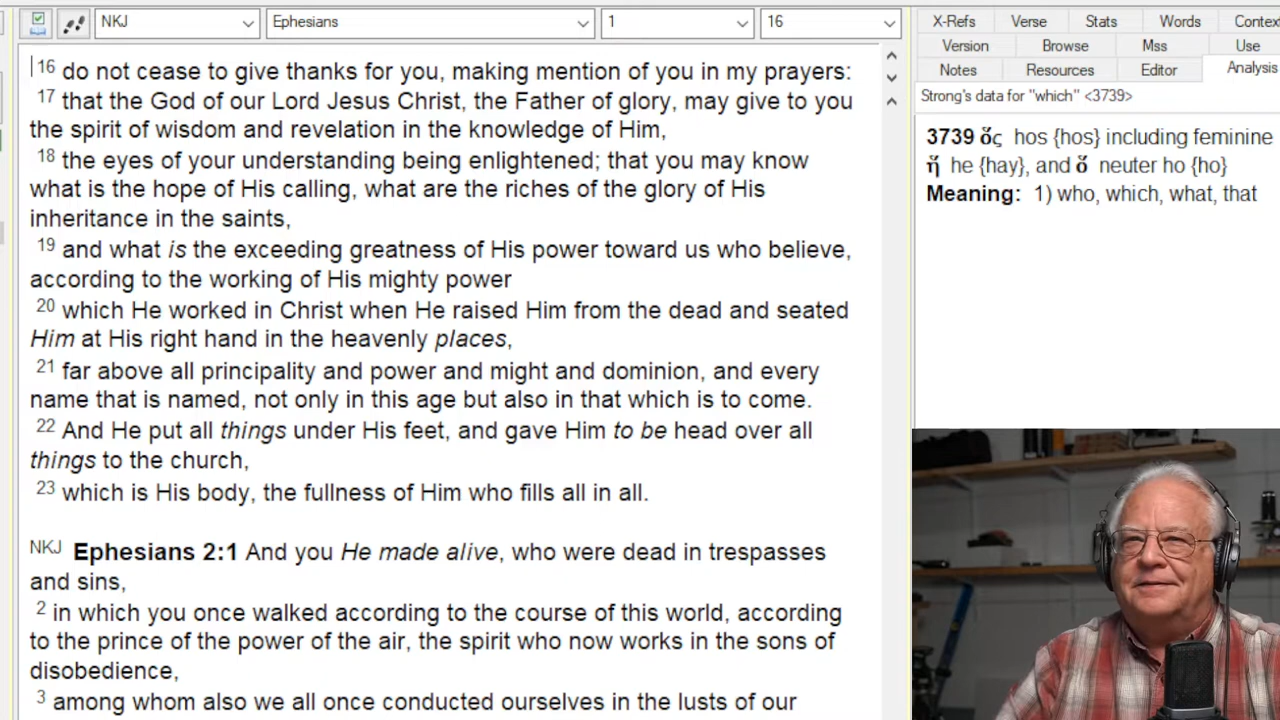 NKJ Ephesians 1 16
16 do not cease to give thanks for you, making mention of you in my prayers:
17 that the God of our Lord Jesus Christ, the Father of glory, may give to you
the spirit of wisdom and revelation in the knowledge of Him,
18 the eyes of your understanding being enlightened; that you may know
what is the hope of His calling, what are the riches of the glory of His
inheritance in the saints,
19 and what is the exceeding greatness of His power toward us who believe,
according to the working of His mighty power
20 which He worked in Christ when He raised Him from the dead and seated
Him at His right hand in the heavenly places,
21 far above all principality and power and might and dominion, and every
name that is named, not only in this age but also in that which is to come.
22 And He put all things under His feet, and gave Him to be head over all
things to the church,
23 which is His body, the fullness of Him who fills all in all.
NKJ Ephesians 2:1 And you He made alive, who were dead in trespasses
and sins,
2 in which you once walked according to the course of this world, according
to the prince of the power of the air, the spirit who now works in the sons of
disobedience,
3 among whom also we all once conducted ourselves in the lusts of our
X-Refs Verse Stats Words Contex
Version Browse Mss Use
Notes Resources Editor Analysis
Strong's data for "which" <3739>
3739 ὅς hos {hos} including feminine
ἥ he {hay}, and ὅ neuter ho {ho}
Meaning: 1) who, which, what, that